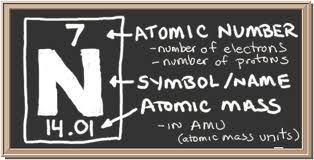 7
N
14.01
ATOMIC NUMBER
-number of electrons
-number of protons
SYMBOL/NAME
ATOMIC MASS
-IN AMU
(atomic mass units)